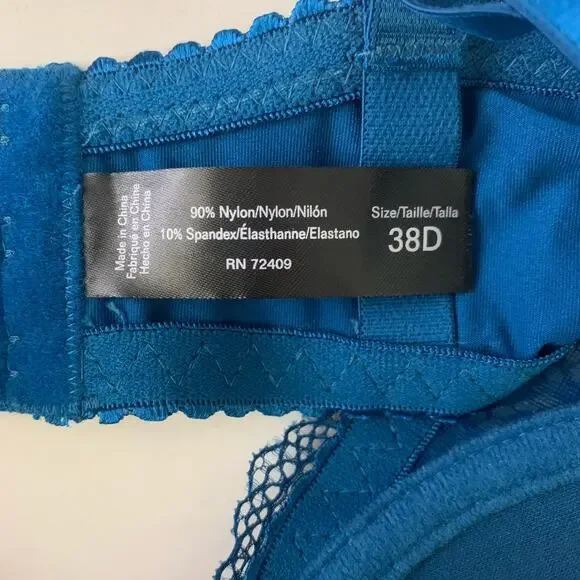 Made in China
Fabriqué en Chine
Hecho en China
90% Nylon/Nylon/Nilón
10% Spandex/Élasthanne/Elastano
RN 72409
Size/Taille/Talla
38D